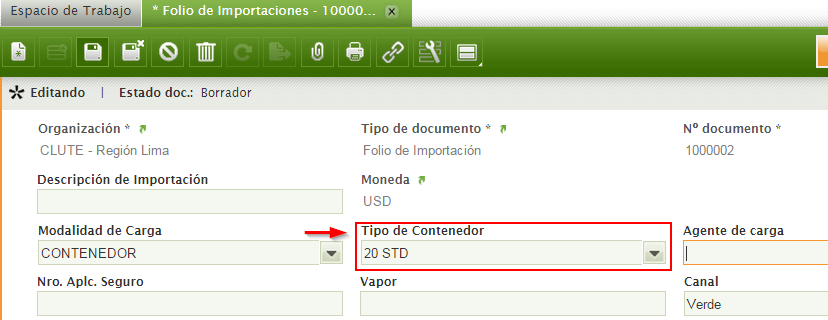 Espacio de Trabajo
* Folio de Importaciones - 10000...
Editando | Estado doc.: Borrador
Organización * Tipo de documento * Nº documento *
CLUTE - Región Lima Folio de Importación 1000002
Descripción de Importación Moneda
USD
Modalidad de Carga Tipo de Contenedor Agente de carga
CONTENEDOR 20 STD
Nro. Aplc. Seguro Vapor Canal
Verde